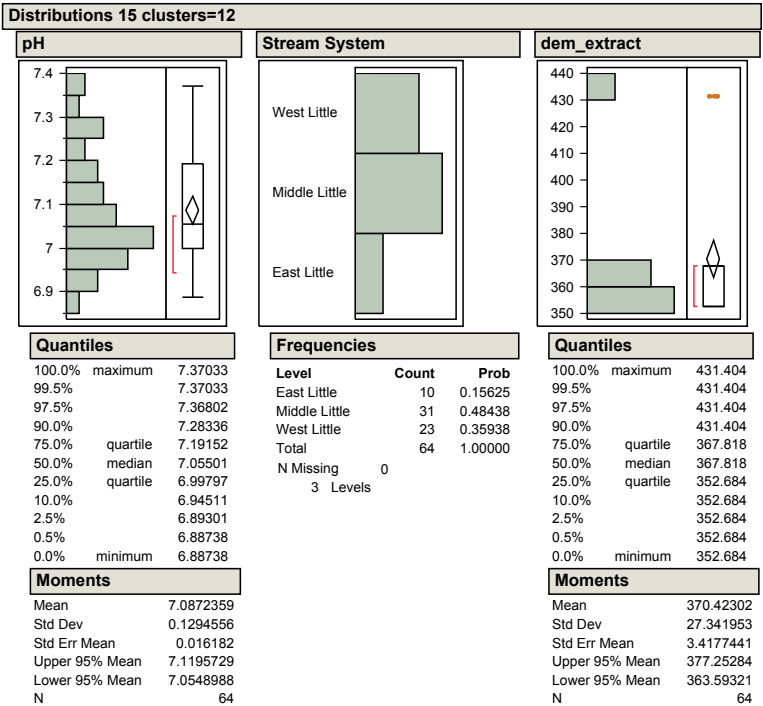 Distributions 15 clusters=12
pH
7.4
7.3
7.2
7.1
7
6.9
Quantiles
100.0% maximum 7.37033
99.5% 7.37033
97.5% 7.36802
90.0% 7.28336
75.0% quartile 7.19152
50.0% median 7.05501
25.0% quartile 6.99797
10.0% 6.94511
2.5% 6.89301
0.5% 6.88738
0.0% minimum 6.88738
Moments
Mean 7.0872359
Std Dev 0.1294556
Std Err Mean 0.016182
Upper 95% Mean 7.1195729
Lower 95% Mean 7.0548988
N 64
Stream System
West Little
Middle Little
East Little
Frequencies
Level Count Prob
East Little 10 0.15625
Middle Little 31 0.48438
West Little 23 0.35938
Total 64 1.00000
N Missing 0
3 Levels
dem_extract
440
430
420
410
400
390
380
370
360
350
Quantiles
100.0% maximum 431.404
99.5% 431.404
97.5% 431.404
90.0% 431.404
75.0% quartile 367.818
50.0% median 367.818
25.0% quartile 352.684
10.0% 352.684
2.5% 352.684
0.5% 352.684
0.0% minimum 352.684
Moments
Mean 370.42302
Std Dev 27.341953
Std Err Mean 3.4177441
Upper 95% Mean 377.25284
Lower 95% Mean 363.59321
N 64